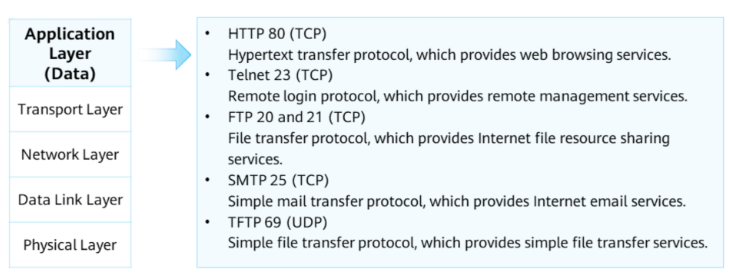 Application
Layer
(Data)
Transport Layer
Network Layer
Data Link Layer
Physical Layer
• HTTP 80 (TCP)
Hypertext transfer protocol, which provides web browsing services.
• Telnet 23 (TCP)
Remote login protocol, which provides remote management services.
• FTP 20 and 21 (TCP)
File transfer protocol, which provides Internet file resource sharing
services.
• SMTP 25 (TCP)
Simple mail transfer protocol, which provides Internet email services.
• TFTP 69 (UDP)
Simple file transfer protocol, which provides simple file transfer services.